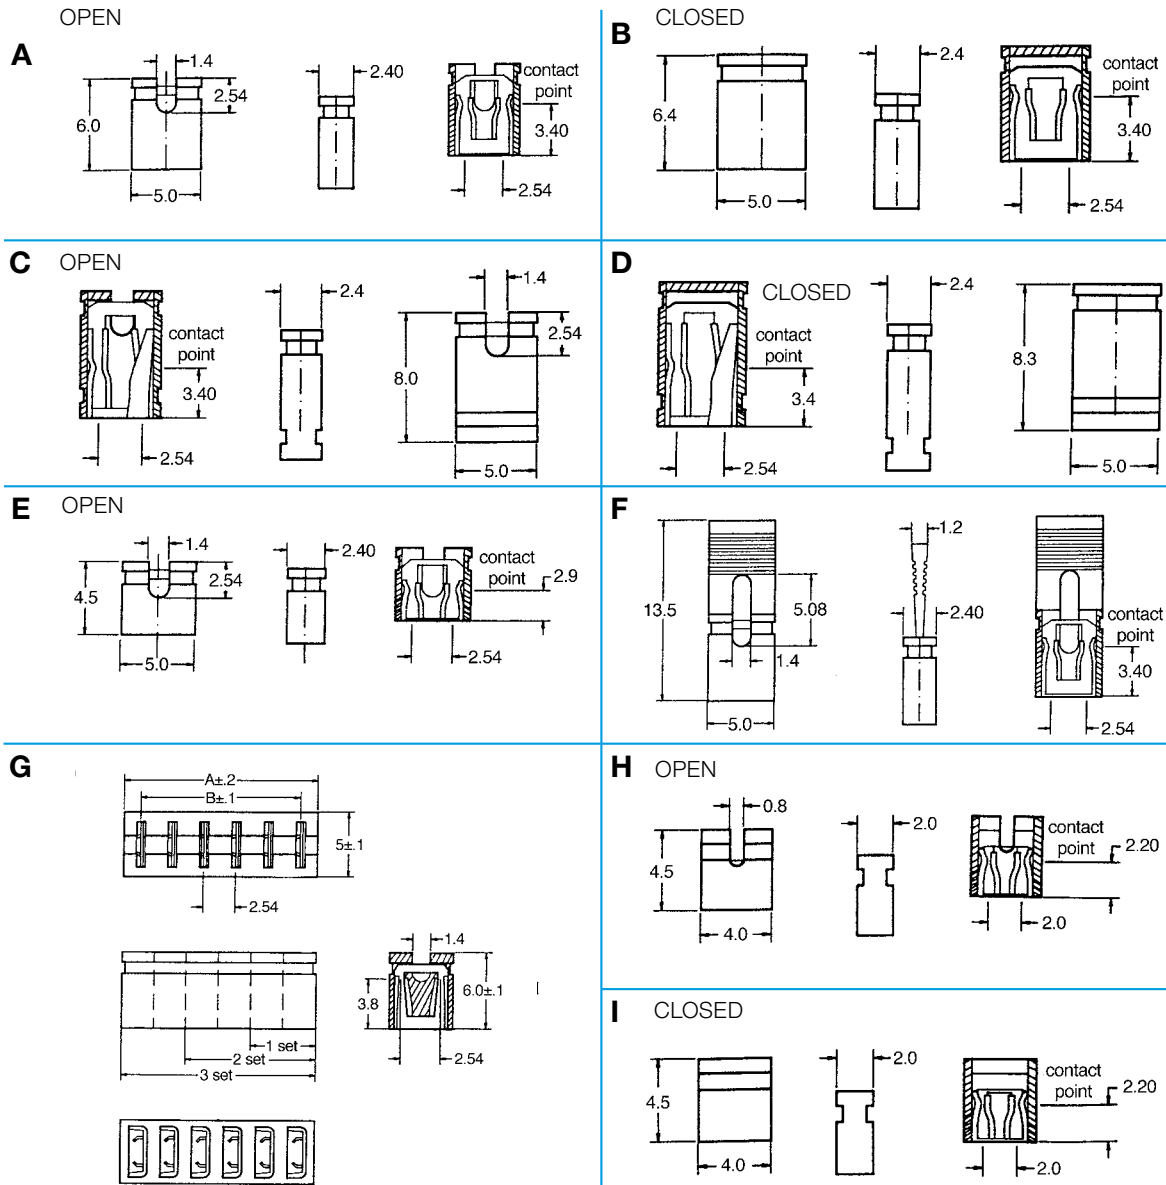 OPEN
A
1.4
2.54
6.0
5.0
2.40
contact
point
3.40
2.54
CLOSED
B
6.4
5.0
2.4
contact
point
3.40
2.54
C
OPEN
contact
point
3.40
2.54
2.4
1.4
2.54
8.0
5.0
D
CLOSED
contact
point
3.4
2.54
2.4
8.3
5.0
E
OPEN
1.4
2.54
4.5
5.0
2.40
contact
point
2.9
2.54
F
13.5
5.08
1.4
5.0
1.2
2.40
contact
point
3.40
2.54
G
A±.2
B±.1
5±.1
2.54
1 set
2 set
3 set
1.4
3.8
6.0±.1
2.54
H
OPEN
0.8
4.5
4.0
2.0
contact
point
2.20
2.0
I
CLOSED
4.5
4.0
2.0
contact
point
2.20
2.0